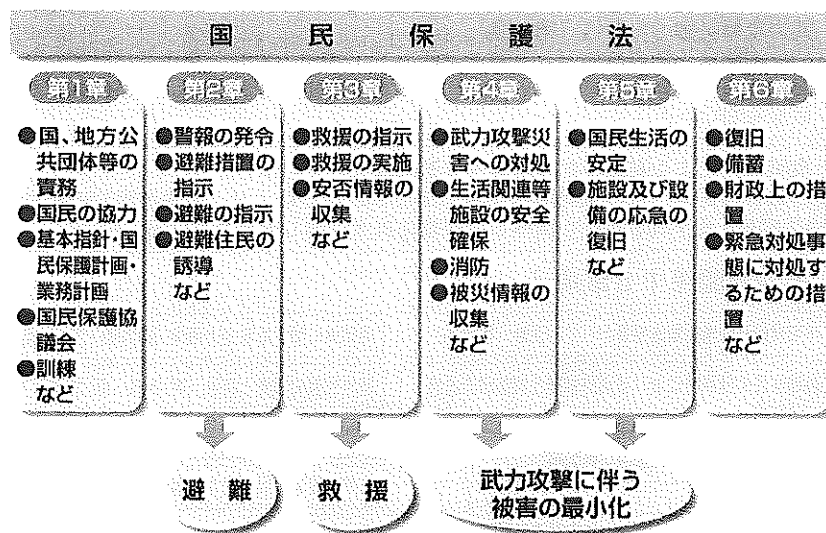 国民保護法
第1章
●国、地方公
共団体等の
責務
●国民の協力
●基本指針・国
民保護計画・
業務計画
●国民保護協
議会
●訓練
など
第2章
●警報の発令
●避難措置の
指示
●避難の指示
●避難住民の
誘導
など
第3章
●救援の指示
●救援の実施
●安否情報の
収集
など
第4章
●武力攻撃災
害への対処
●生活関連等
施設の安全
確保
●消防
●被災情報の
収集
など
第5章
●国民生活の
安定
●施設及び設
備の応急の
復旧
など
第6章
●復旧
●備蓄
●財政上の措
置
●緊急対処事
態に対処す
るための措
置
など
避難
救援
武力攻撃に伴う
被害の最小化